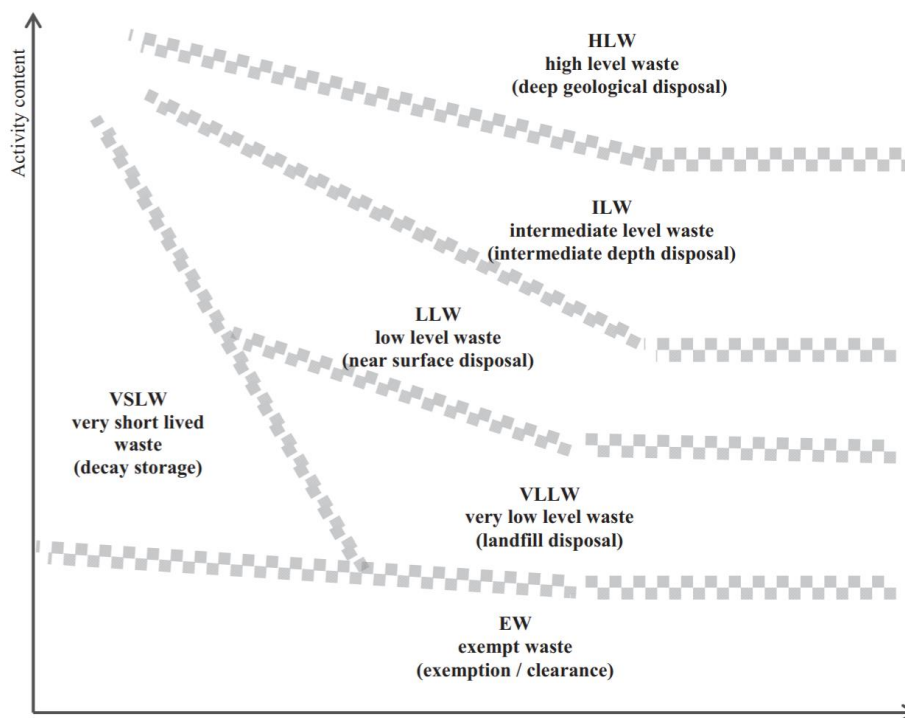 Activity content
HLW
high level waste
(deep geological disposal)
ILW
intermediate level waste
(intermediate depth disposal)
LLW
low level waste
(near surface disposal)
VSLW
very short lived
waste
(decay storage)
VLLW
very low level waste
(landfill disposal)
EW
exempt waste
(exemption / clearance)